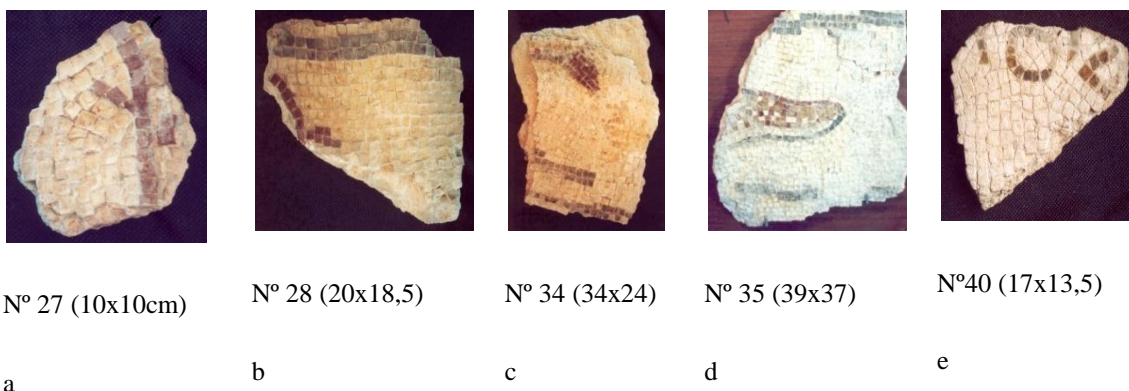 Nº 27 (10x10cm)
Nº 28 (20x18,5)
Nº 34 (34x24)
Nº 35 (39x37)
Nº40 (17x13,5)
a
b
c
d
e